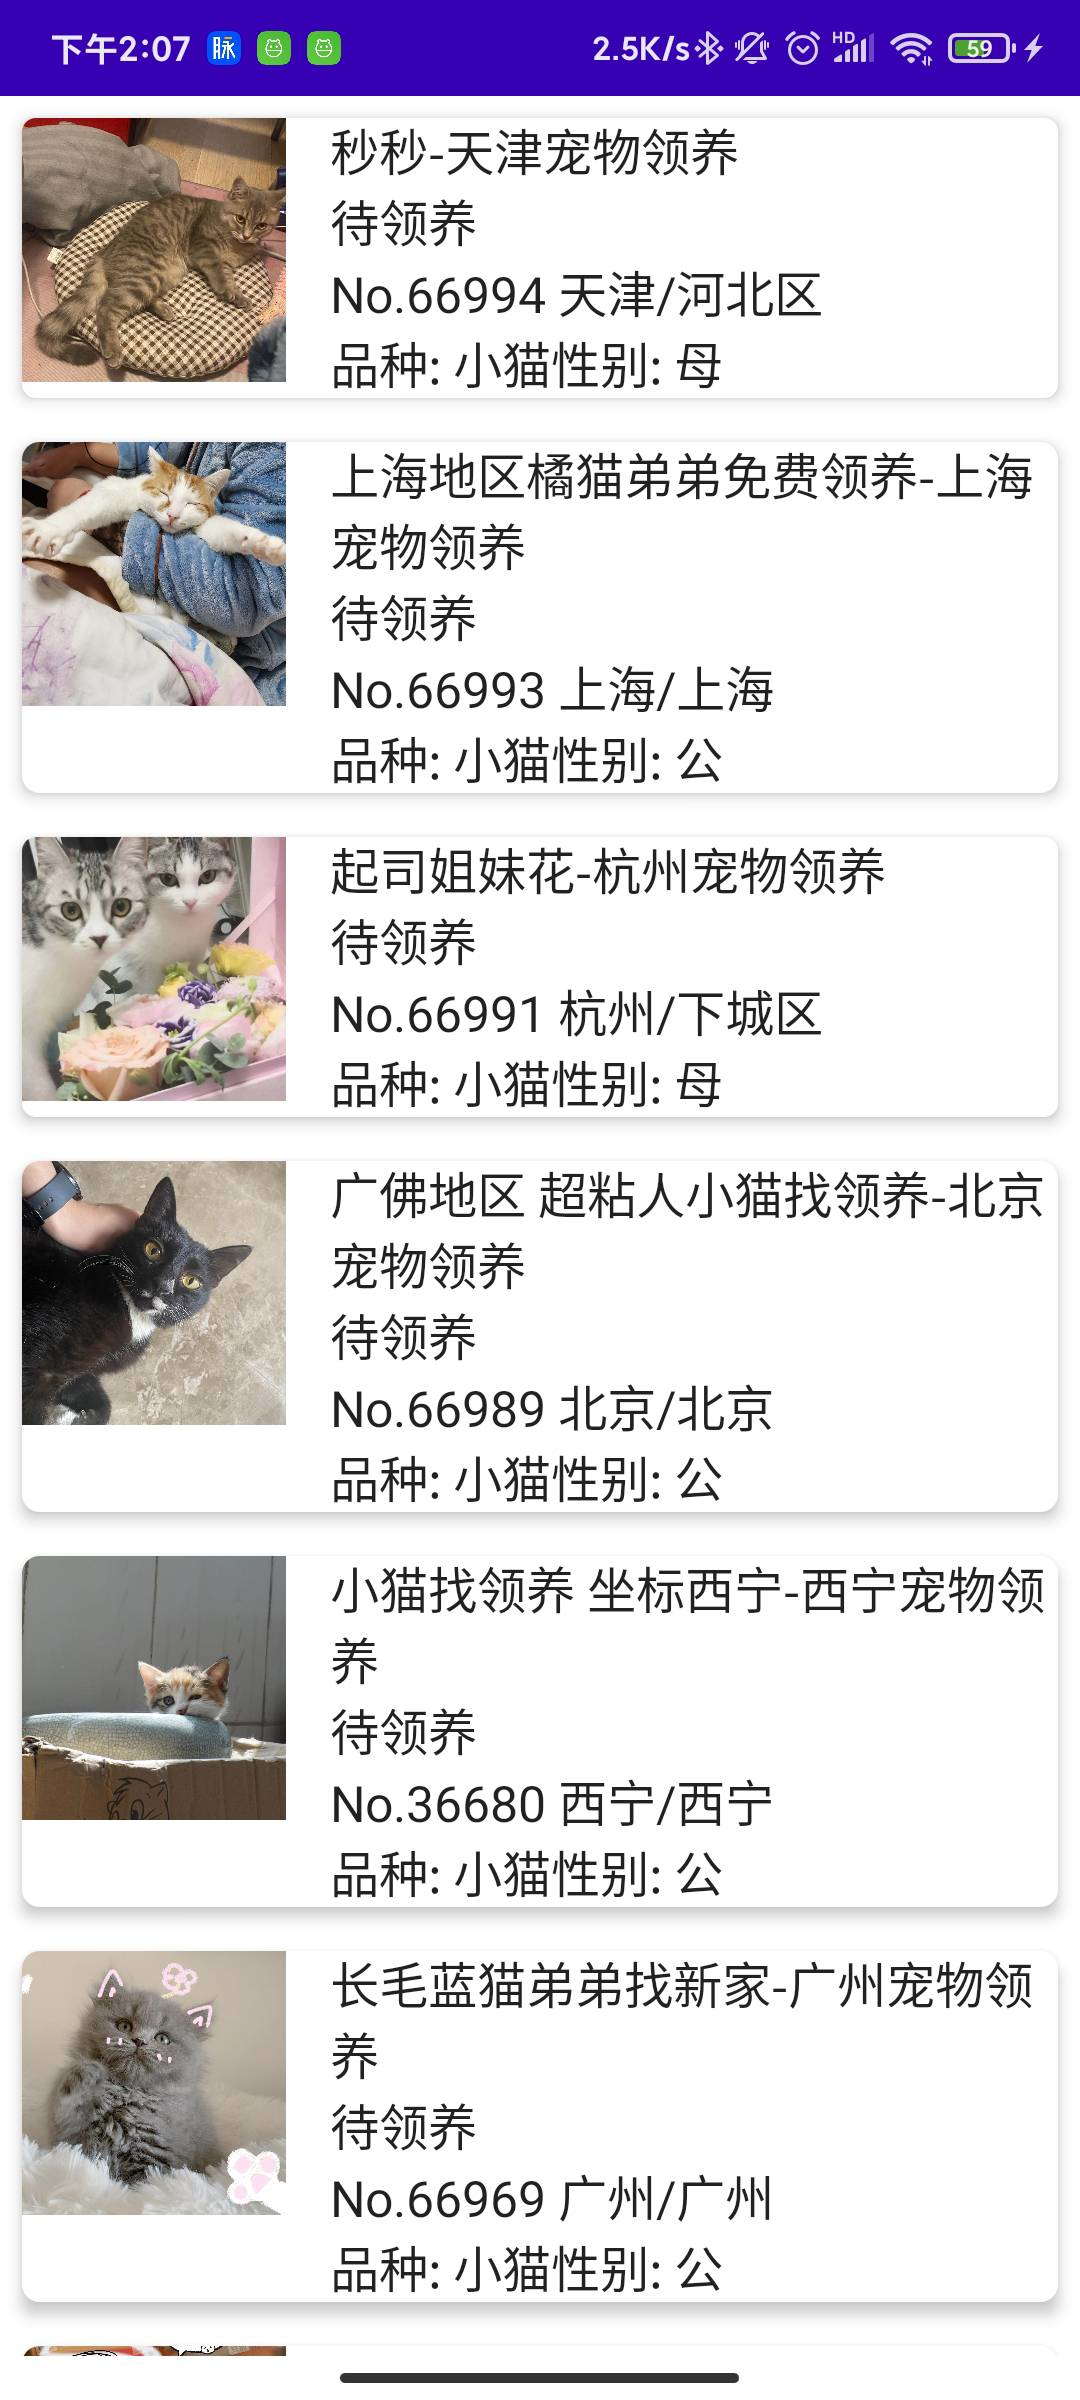 下午2:07 脉 2.5K/s HD 59
秒秒-天津宠物领养
待领养
No.66994 天津/河北区
品种: 小猫性别: 母
上海地区橘猫弟弟免费领养-上海
宠物领养
待领养
No.66993 上海/上海
品种: 小猫性别: 公
起司姐妹花-杭州宠物领养
待领养
No.66991 杭州/下城区
品种: 小猫性别: 母
广佛地区 超粘人小猫找领养-北京
宠物领养
待领养
No.66989 北京/北京
品种: 小猫性别: 公
小猫找领养 坐标西宁-西宁宠物领
养
待领养
No.36680 西宁/西宁
品种: 小猫性别: 公
长毛蓝猫弟弟找新家-广州宠物领
养
待领养
No.66969 广州/广州
品种: 小猫性别: 公